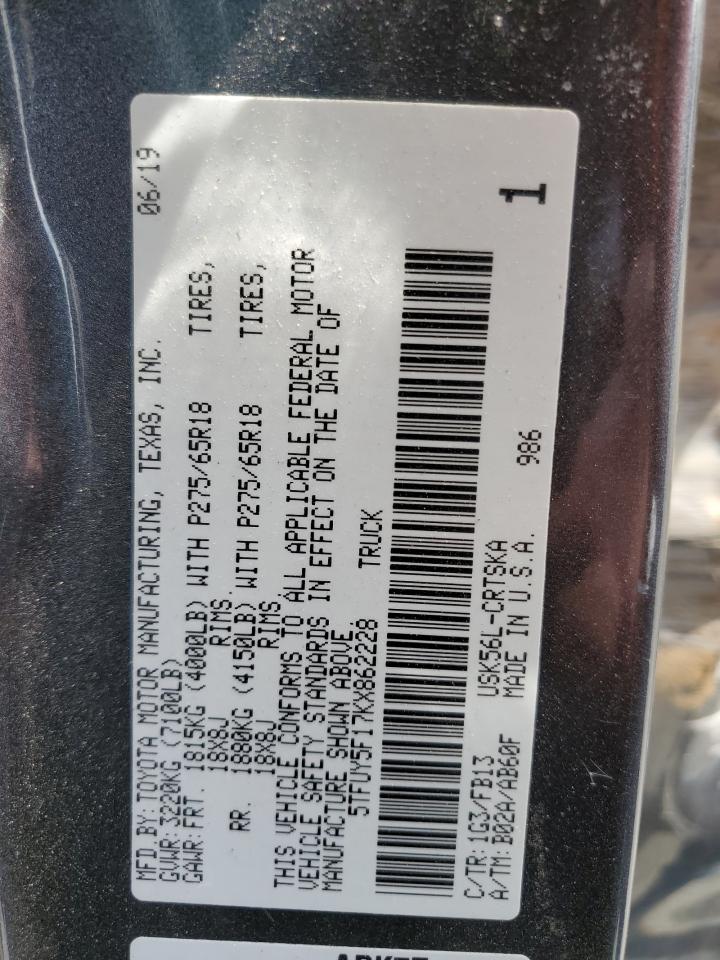 MFD.BY:TOYOTA MOTOR MANUFACTURING, TEXAS, INC. 06/19
GVWR:3220KG (7100LB)
GAWR:FRT. 1815KG (4000LB) WITH P275/65R18 TIRES,
18X8J RIMS.
RR. 1880KG (4150LB) WITH P275/65R18 TIRES,
18X8J RIMS.
THIS VEHICLE CONFORMS TO ALL APPLICABLE FEDERAL MOTOR
VEHICLE SAFETY STANDARDS IN EFFECT ON THE DATE OF
MANUFACTURE SHOWN ABOVE.
5TFUY5F17KX862228 TRUCK
C/TR:1G3/FB13 USK56L-CRTSKA 986 1
A/TM:B02A/AB60F MADE IN U.S.A.